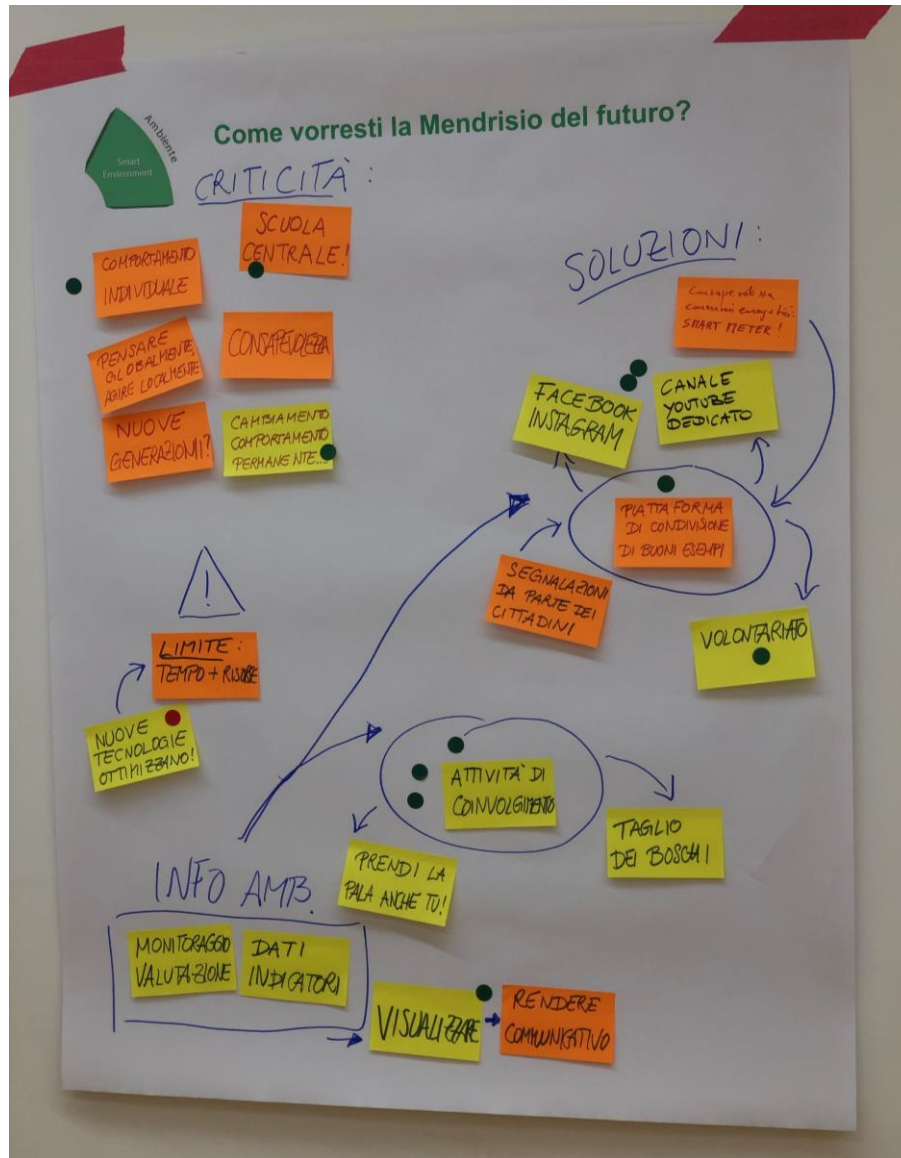 Ambiente
Smart
Environment
Come vorresti la Mendrisio del futuro?
CRITICITÀ:
SCUOLA
CENTRALE!
COMPORTAMENTO
INDIVIDUALE
PENSARE
GLOBALMENTE,
AGIRE LOCALMENTE
CONSAPEVOLEZZA
NUOVE
GENERAZIONI?
CAMBIAMENTO
COMPORTAMENTO
PERMANENTE...
SOLUZIONI:
consumi energetici:
SMART METER!
FACEBOOK
INSTAGRAM
CANALE
YOUTUBE
DEDICATO
PIATTAFORMA
DI CONDIVISIONE
DI BUONI ESEMPI
SEGNALAZIONI
DA PARTE DEI
CITTADINI
VOLONTARIATO
!
LIMITE:
TEMPO + RISORSE
NUOVE
TECNOLOGIE
OTTIMIZZANO!
ATTIVITÀ DI
COINVOLGIMENTO
TAGLIO
DEI BOSCHI
PRENDI LA
PALA ANCHE TU!
INFO AMB.
MONITORAGGIO
VALUTAZIONE
DATI
INDICATORI
VISUALIZZARE
RENDERE
COMMUNICATIVO